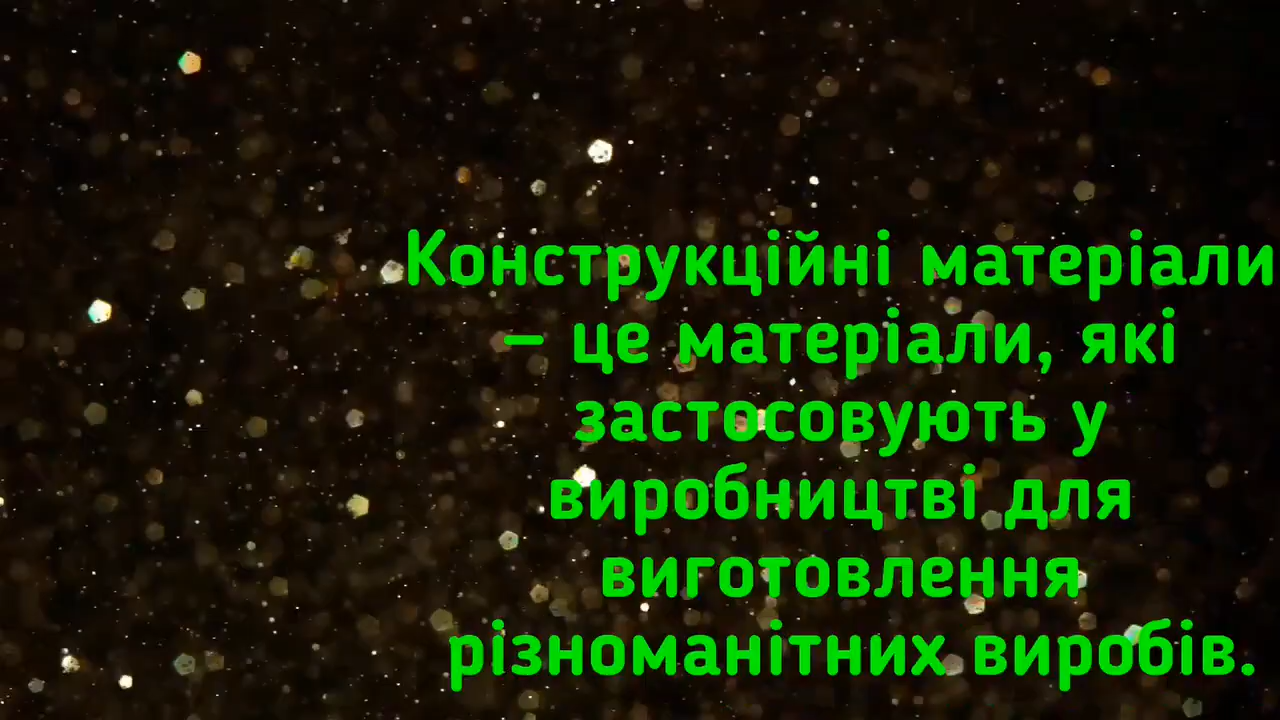 Конструкційні матеріали
– це матеріали, які
застосовують у
виробництві для
виготовлення
різноманітних виробів.